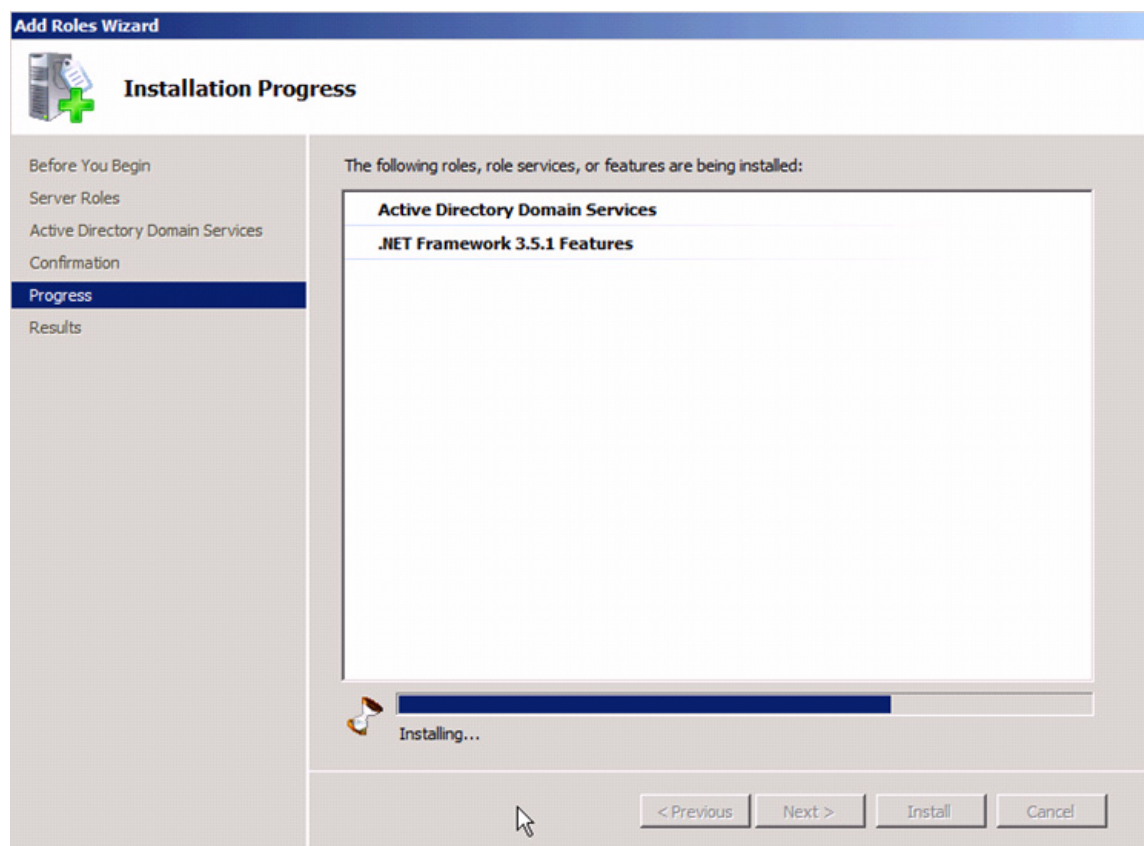 Add Roles Wizard
Installation Progress
Before You Begin
Server Roles
Active Directory Domain Services
Confirmation
Progress
Results
The following roles, role services, or features are being installed:
Active Directory Domain Services
.NET Framework 3.5.1 Features
Installing...
< Previous Next > Install Cancel